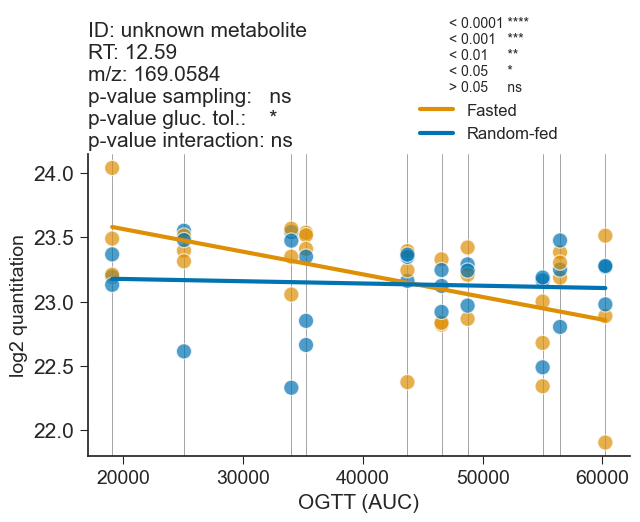 ID: unknown metabolite
RT: 12.59
m/z: 169.0584
p-value sampling: ns
p-value gluc. tol.: *
p-value interaction: ns
< 0.0001 ****
< 0.001 ***
< 0.01 **
< 0.05 *
> 0.05 ns
Fasted
Random-fed
24.0
23.5
23.0
22.5
22.0
log2 quantitation
20000 30000 40000 50000 60000
OGTT (AUC)